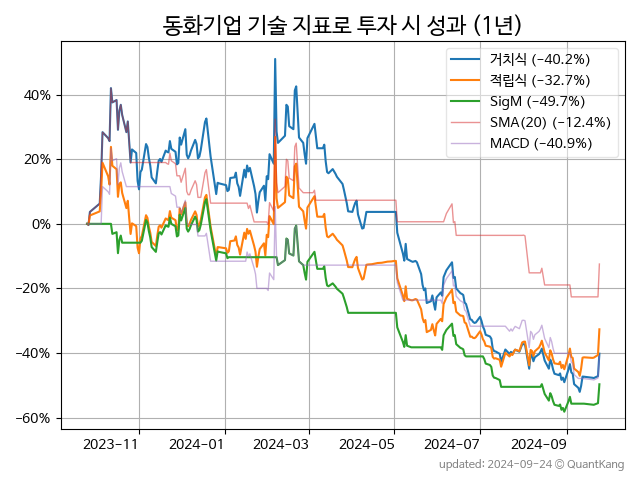 동화기업 기술 지표로 투자 시 성과 (1년)
거치식 (−40.2%)
적립식 (−32.7%)
SigM (−49.7%)
SMA(20) (−12.4%)
MACD (−40.9%)
40%
20%
0%
−20%
−40%
−60%
2023−11 2024−01 2024−03 2024−05 2024−07 2024−09
updated: 2024−09−24 © QuantKang